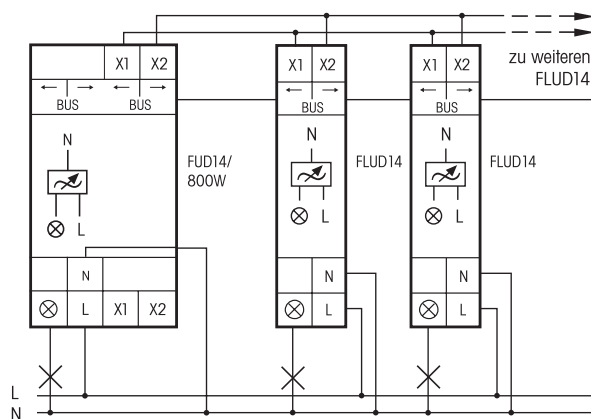 X1 X2
X1 X2
X1 X2
zu weiteren
FLUD14
BUS BUS
BUS
BUS
N
FUD14/
800W
L
N
FLUD14
L
N
FLUD14
L
N
L X1 X2
N
L
N
L
L
N